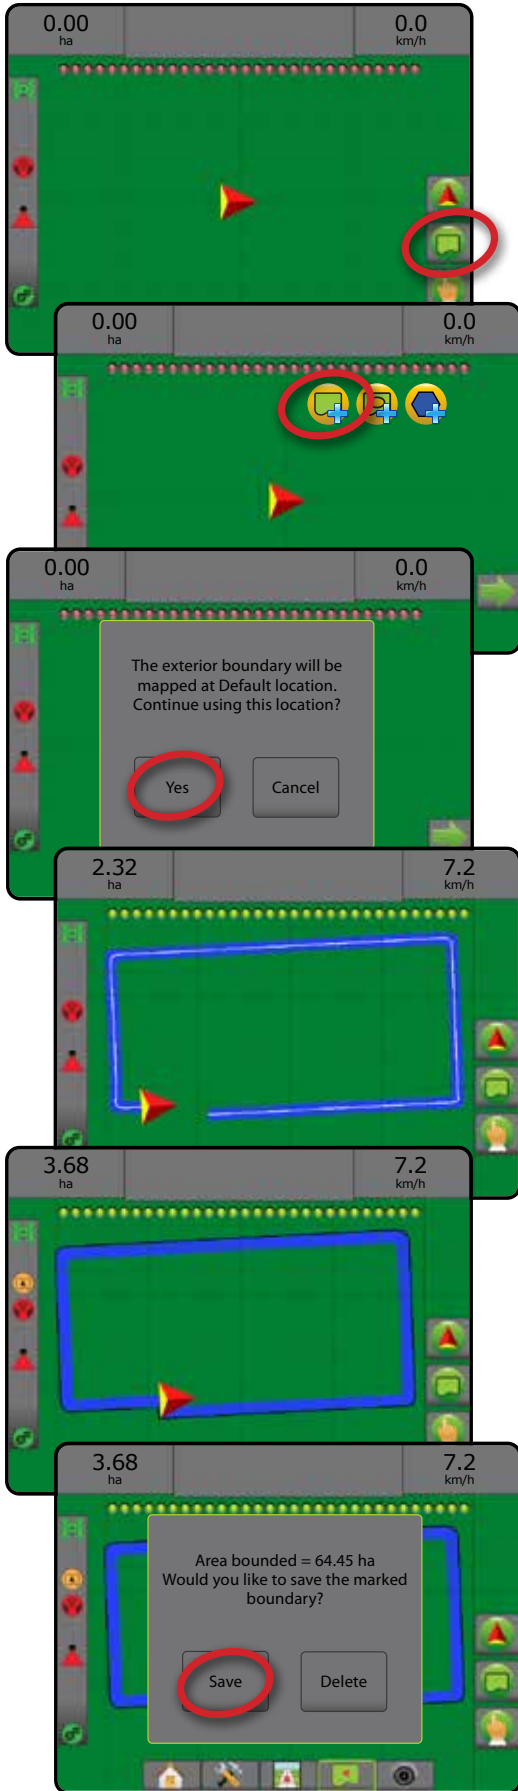 0.00 0.0
ha km/h
0.00 0.0
ha km/h
0.00 0.0
ha km/h
The exterior boundary will be
mapped at Default location.
Continue using this location?
Yes Cancel
2.32 7.2
ha km/h
3.68 7.2
ha km/h
3.68 7.2
ha km/h
Area bounded = 64.45 ha
Would you like to save the marked
boundary?
Save Delete